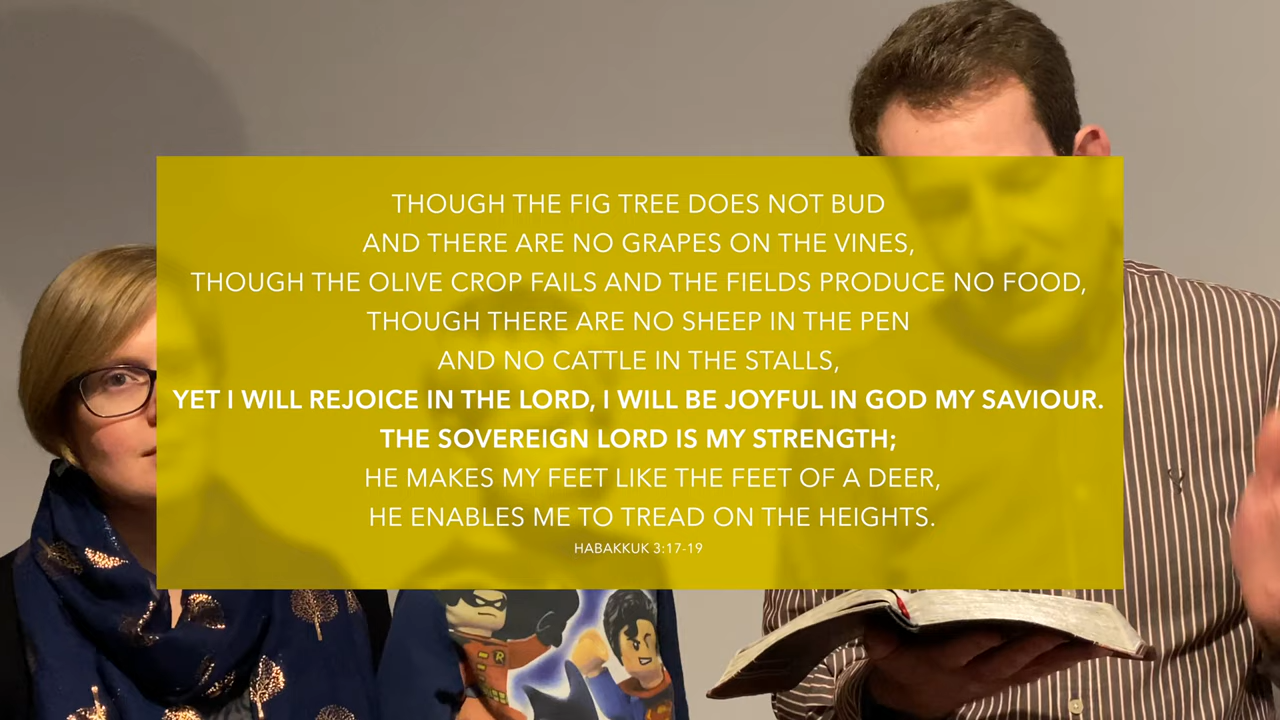 THOUGH THE FIG TREE DOES NOT BUD
AND THERE ARE NO GRAPES ON THE VINES,
THOUGH THE OLIVE CROP FAILS AND THE FIELDS PRODUCE NO FOOD,
THOUGH THERE ARE NO SHEEP IN THE PEN
AND NO CATTLE IN THE STALLS,
YET I WILL REJOICE IN THE LORD, I WILL BE JOYFUL IN GOD MY SAVIOUR.
THE SOVEREIGN LORD IS MY STRENGTH;
HE MAKES MY FEET LIKE THE FEET OF A DEER,
HE ENABLES ME TO TREAD ON THE HEIGHTS.
HABAKKUK 3:17-19
R